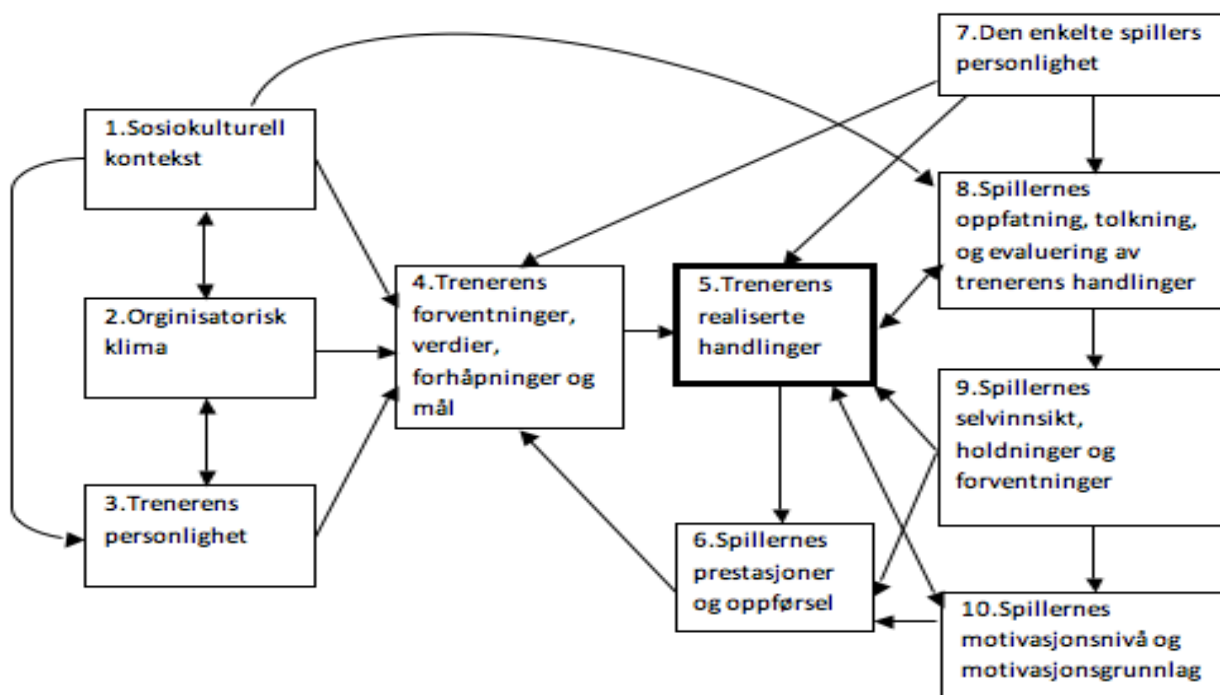 1.Sosiokulturell
kontekst
2.Orginisatorisk
klima
3.Trenerens
personlighet
4.Trenerens
forventninger,
verdier,
forhåpninger og
mål
5.Trenerens
realiserte
handlinger
6.Spillernes
prestasjoner
og oppførsel
7.Den enkelte spillers
personlighet
8.Spillernes
oppfatning, tolkning,
og evaluering av
trenerens handlinger
9.Spillernes
selvinnsikt,
holdninger og
forventninger
10.Spillernes
motivasjonsnivå og
motivasjonsgrunnlag